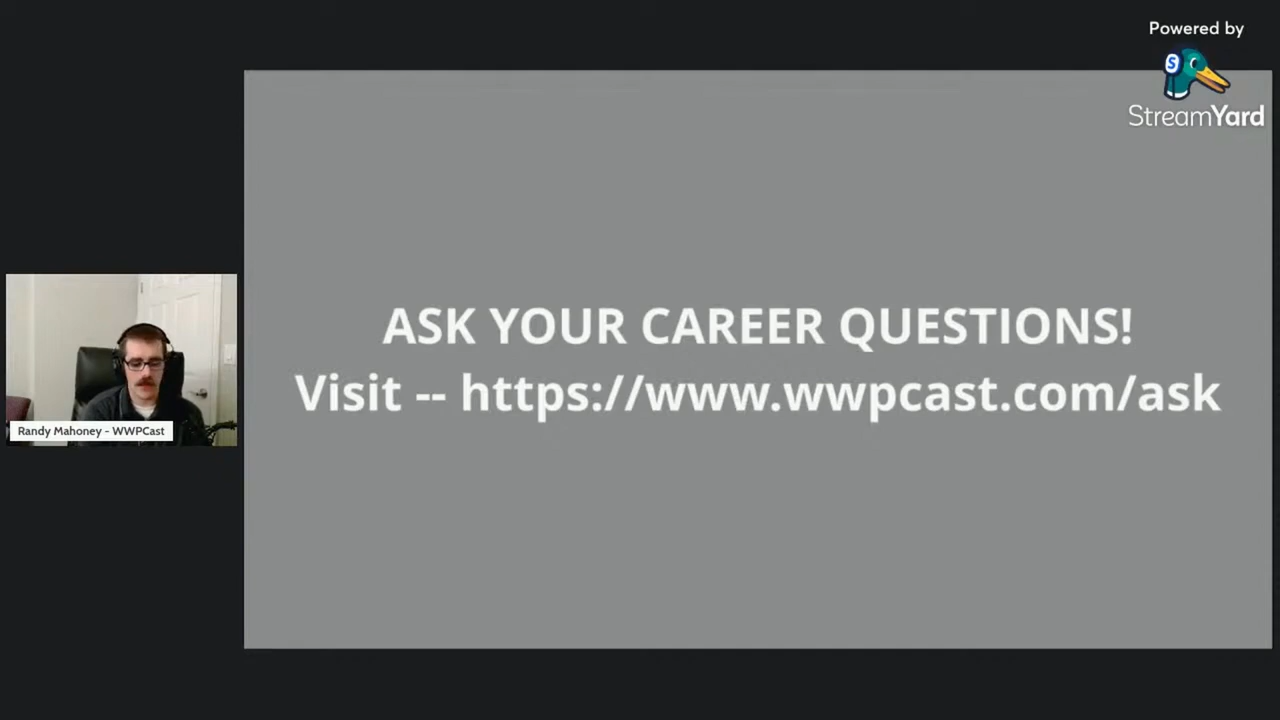 Powered by
S
StreamYard
ASK YOUR CAREER QUESTIONS!
Visit -- https://www.wwpcast.com/ask
Randy Mahoney - WWPCast